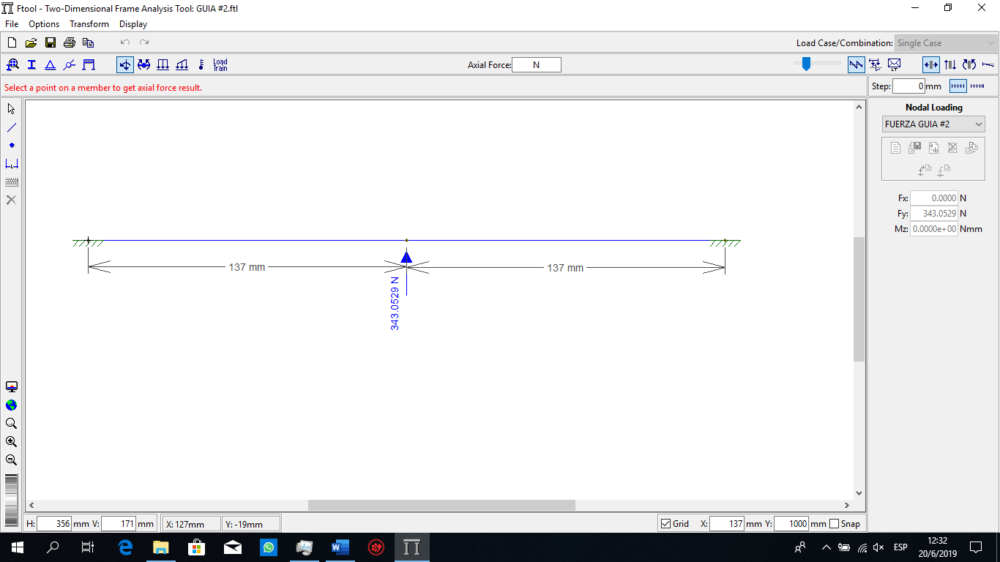 Ftool - Two-Dimensional Frame Analysis Tool: GUIA #2.ftl
File Options Transform Display
Load Case/Combination: Single Case
Load Train
Axial Force: N
Select a point on a member to get axial force result.
Step: 0 mm
Nodal Loading
FUERZA GUIA #2
Fx: 0.0000 N
Fy: 343.0529 N
Mz: 0.0000e+00 Nmm
137 mm
137 mm
343.0529 N
H: 356 mm V: 171 mm X: 127mm Y: -19mm Grid X: 137 mm Y: 1000 mm Snap
ESP
12:32
20/6/2019